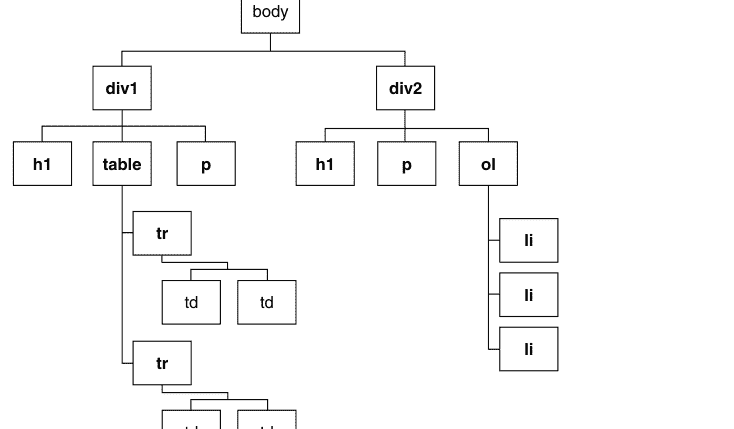 body
div1 div2
h1 table p h1 p ol
tr li
td td li
tr li